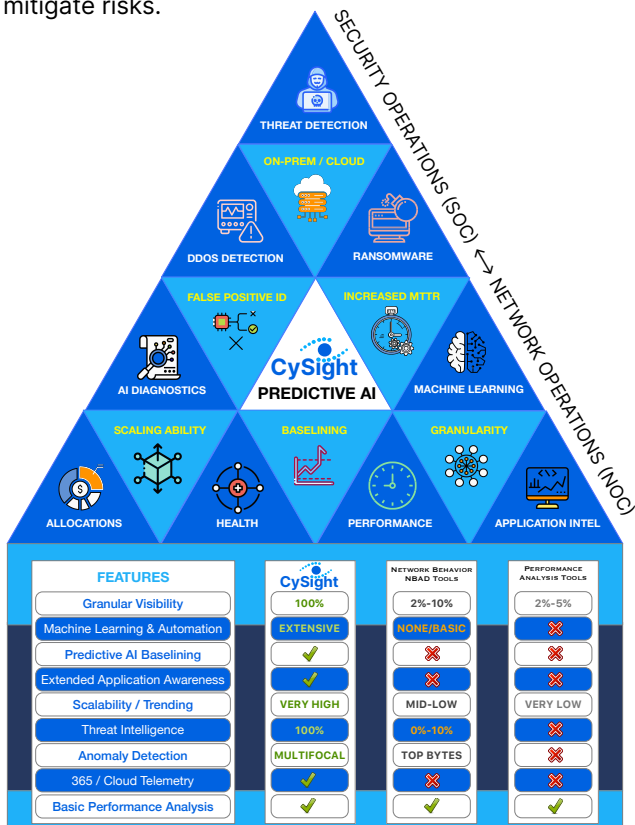 mitigate risks.
SECURITY OPERATIONS (SOC) ↔ NETWORK OPERATIONS (NOC)
THREAT DETECTION
ON-PREM / CLOUD
DDOS DETECTION
RANSOMWARE
FALSE POSITIVE ID
INCREASED MTTR
CySight
PREDICTIVE AI
AI DIAGNOSTICS
MACHINE LEARNING
SCALING ABILITY
BASELINING
GRANULARITY
ALLOCATIONS
HEALTH
PERFORMANCE
APPLICATION INTEL
FEATURES CySight NETWORK BEHAVIOR NBAD TOOLS PERFORMANCE ANALYSIS TOOLS
Granular Visibility 100% 2%-10% 2%-5%
Machine Learning & Automation EXTENSIVE NONE/BASIC
Predictive AI Baselining
Extended Application Awareness
Scalability / Trending VERY HIGH MID-LOW VERY LOW
Threat Intelligence 100% 0%-10%
Anomaly Detection MULTIFOCAL TOP BYTES
365 / Cloud Telemetry
Basic Performance Analysis